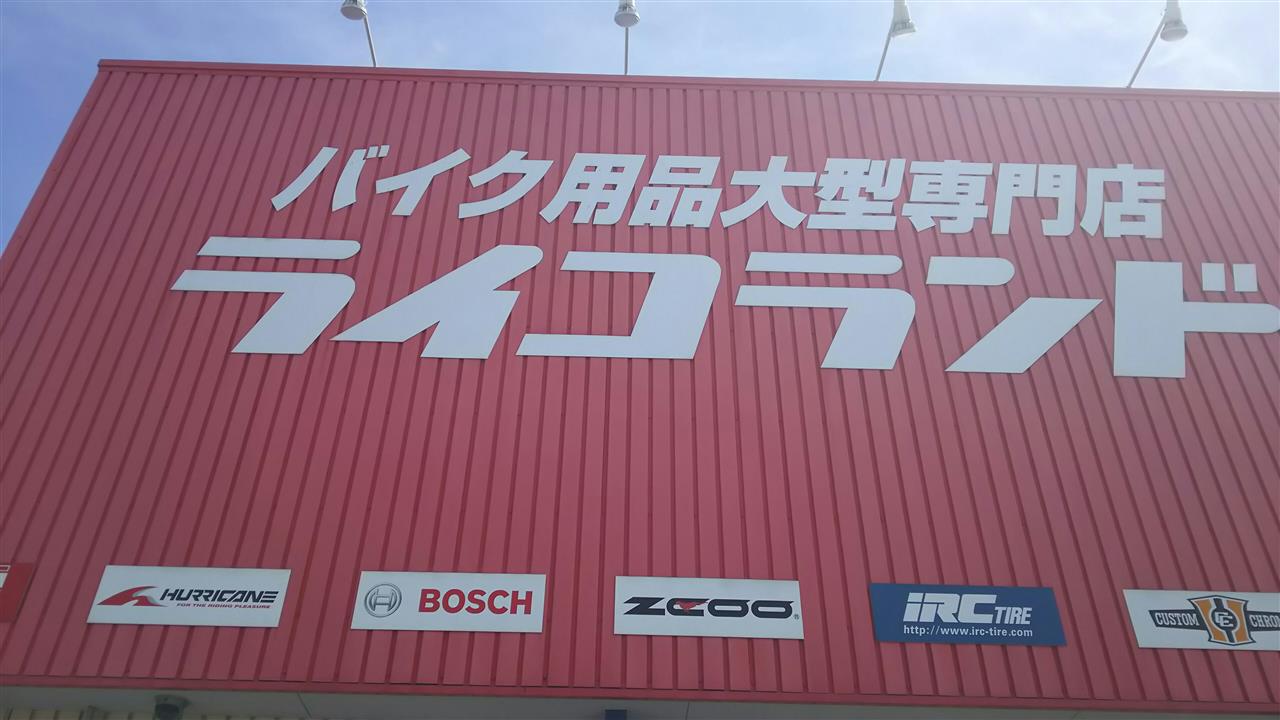 バイク用品大型専門店
ライコランド
HURRICANE
FOR THE RIDING PLEASURE
BOSCH
ZCOO
iRC TIRE
http://www.irc-tire.com
CUSTOM CHRO